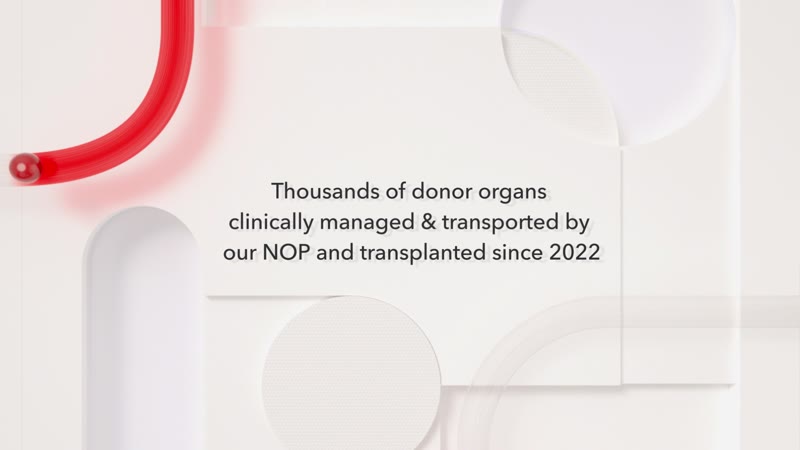 Thousands of donor organs
clinically managed & transported by
our NOP and transplanted since 2022